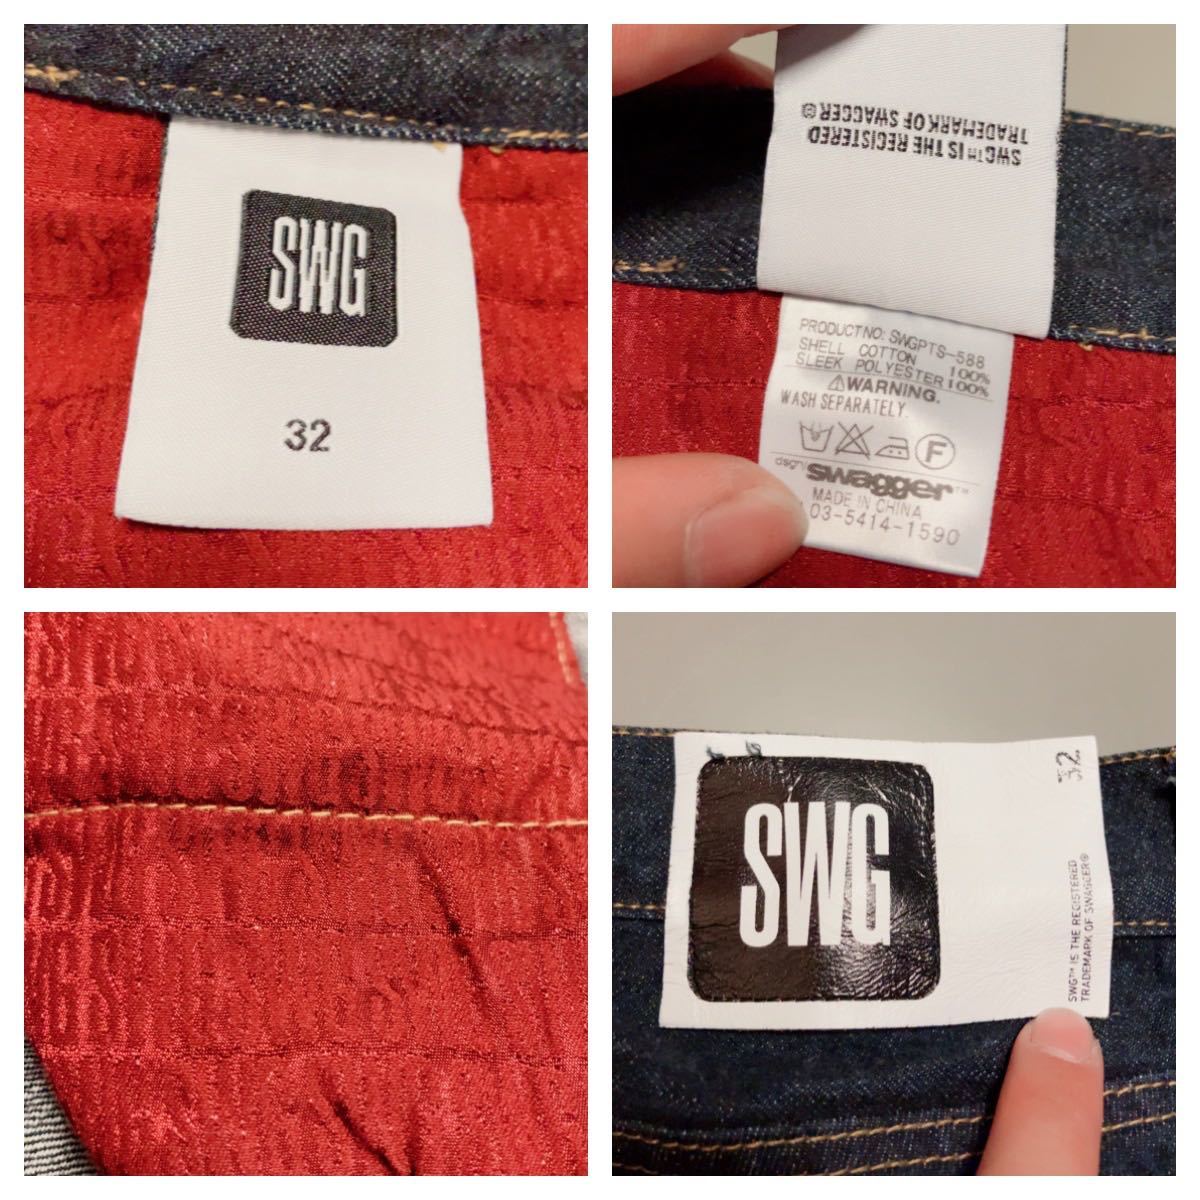 SWG
32
SWG™ IS THE REGISTERED
TRADEMARK OF SWAGGER®
PRODUCTNO: SWGPTS-588
SHELL COTTON 100%
SLEEK POLYESTER 100%
⚠WARNING.
WASH SEPARATELY.
F
dsgn/swagger™
MADE IN CHINA
03-5414-1590
SWG
32
SWG™ IS THE REGISTERED
TRADEMARK OF SWAGGER®